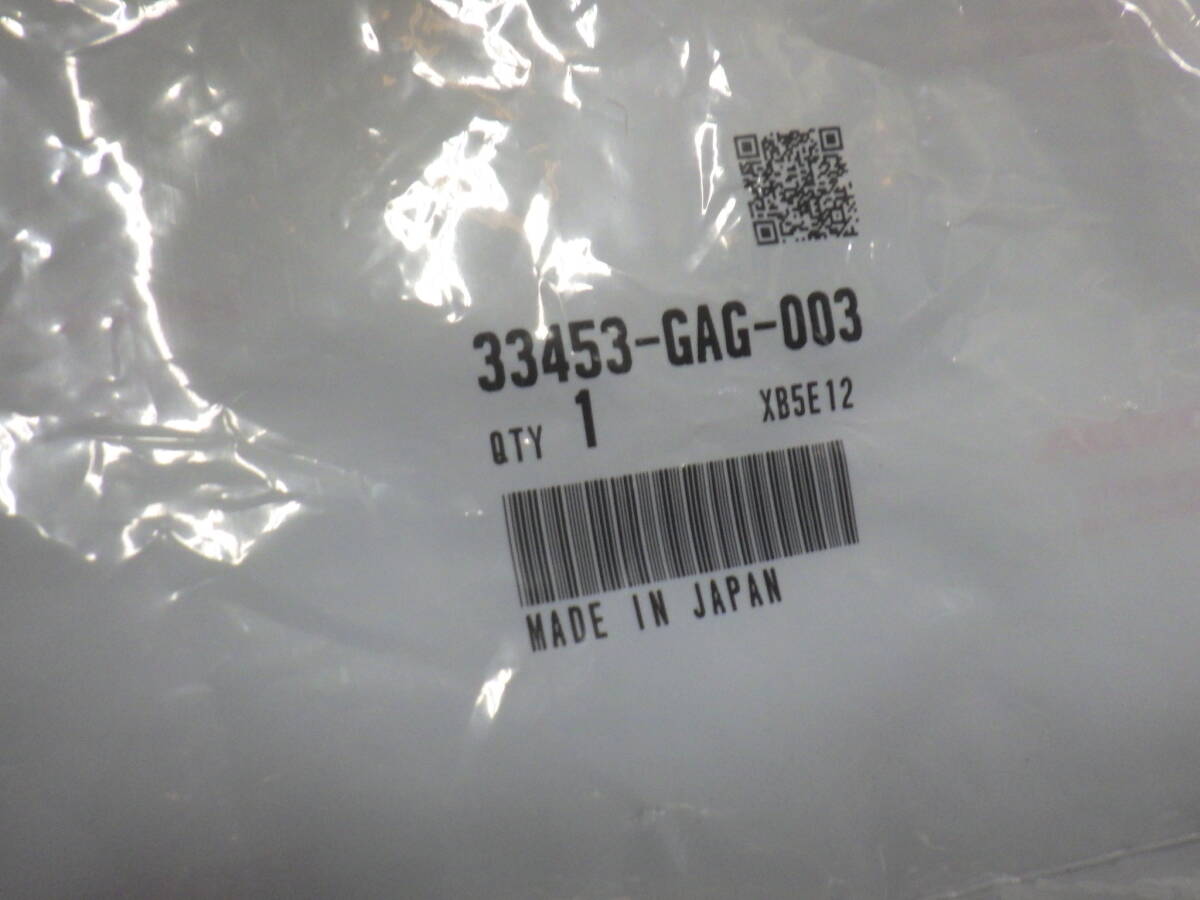 33453-GAG-003
QTY 1 XB5E12
MADE IN JAPAN